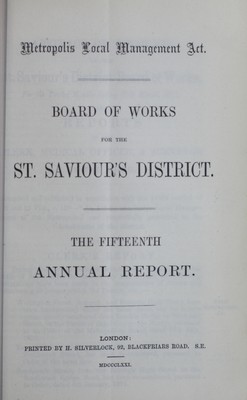 Metropolis Local Management Act.
BOARD OF WORKS
FOR THE
ST. SAVIOUR'S DISTRICT.
THE FIFTEENTH
ANNUAL REPORT.
LONDON:
PRINTED BY H. SILVERLOCK, 92, BLACKFRIARS ROAD. S.E.
MDCCCLXXI.